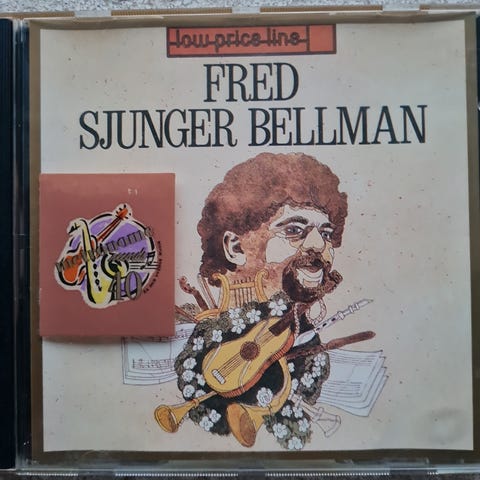 low price line
FRED
SJUNGER BELLMAN